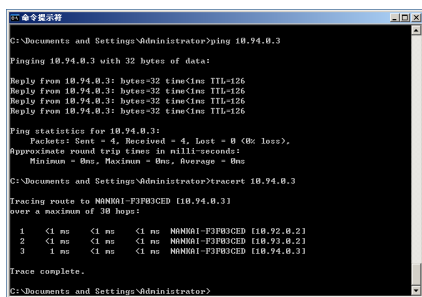 命令提示符
C:\Documents and Settings\Administrator>ping 10.94.0.3
Pinging 10.94.0.3 with 32 bytes of data:
Reply from 10.94.0.3: bytes=32 time<1ms TTL=126
Reply from 10.94.0.3: bytes=32 time<1ms TTL=126
Reply from 10.94.0.3: bytes=32 time<1ms TTL=126
Reply from 10.94.0.3: bytes=32 time<1ms TTL=126
Ping statistics for 10.94.0.3:
    Packets: Sent = 4, Received = 4, Lost = 0 (0% loss),
Approximate round trip times in milli-seconds:
    Minimum = 0ms, Maximum = 0ms, Average = 0ms
C:\Documents and Settings\Administrator>tracert 10.94.0.3
Tracing route to NANKAI-F3F03CED [10.94.0.3]
over a maximum of 30 hops:
  1    <1 ms    <1 ms    <1 ms  NANKAI-F3F03CED [10.92.0.2]
  2    <1 ms    <1 ms    <1 ms  NANKAI-F3F03CED [10.93.0.2]
  3     1 ms    <1 ms    <1 ms  NANKAI-F3F03CED [10.94.0.3]
Trace complete.
C:\Documents and Settings\Administrator>